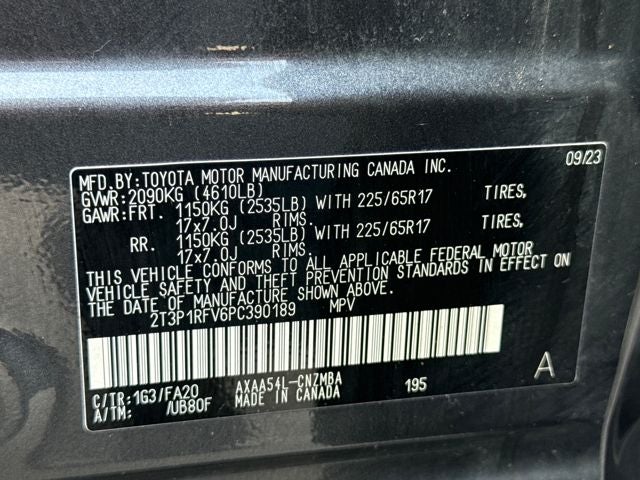 MFD.BY:TOYOTA MOTOR MANUFACTURING CANADA INC. 09/23
GVWR:2090KG (4610LB)
GAWR:FRT. 1150KG (2535LB) WITH 225/65R17 TIRES,
17x7.0J RIMS.
RR. 1150KG (2535LB) WITH 225/65R17 TIRES,
17x7.0J RIMS.
THIS VEHICLE CONFORMS TO ALL APPLICABLE FEDERAL MOTOR
VEHICLE SAFETY AND THEFT PREVENTION STANDARDS IN EFFECT ON
THE DATE OF MANUFACTURE SHOWN ABOVE.
2T3P1RFV6PC390189 MPV
C/TR:1G3/FA20 AXAA54L-CNZMBA 195 A
A/TM: /UB80F MADE IN CANADA